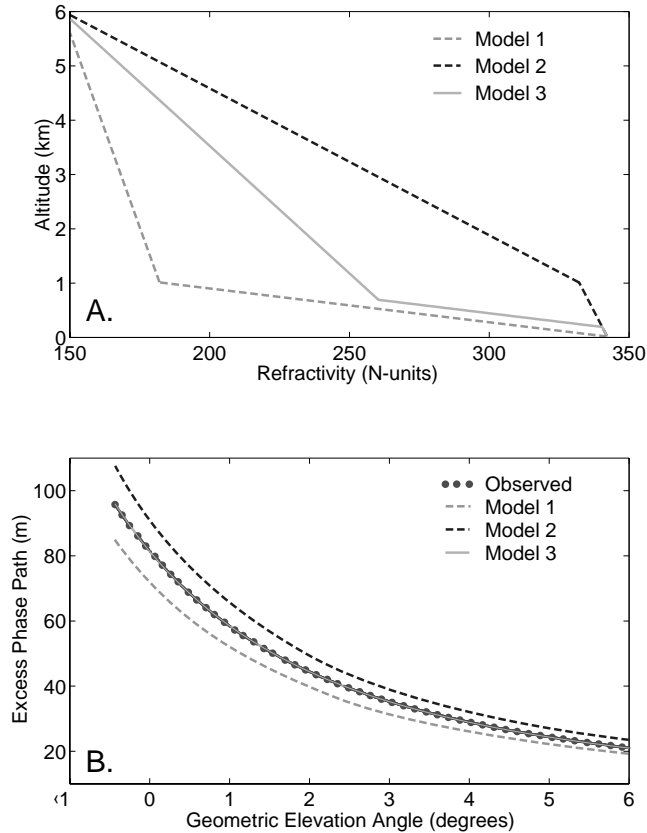 6
5
4
3
2
1
0
Altitude (km)
Model 1
Model 2
Model 3
A.
150
200
250
300
350
Refractivity (N-units)
100
80
60
40
20
Excess Phase Path (m)
Observed
Model 1
Model 2
Model 3
B.
‹1
0
1
2
3
4
5
6
Geometric Elevation Angle (degrees)